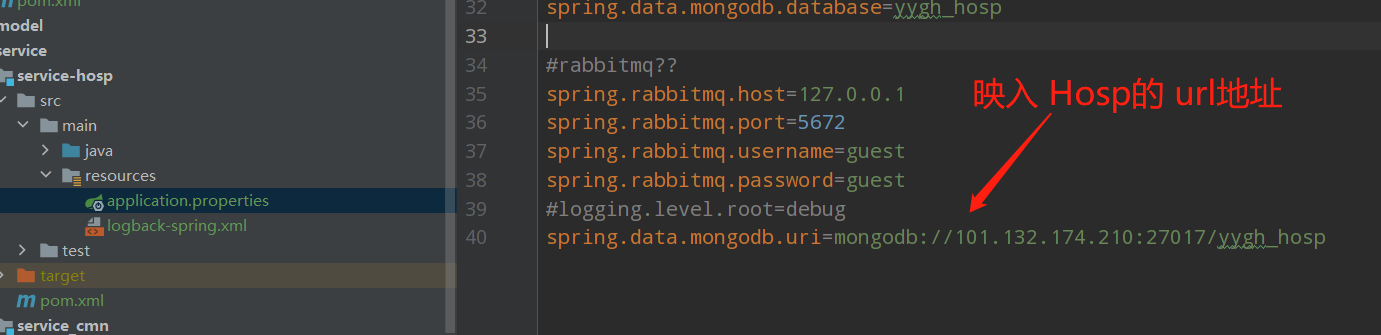 pom.xml
model
service
service-hosp
src
main
java
resources
application.properties
logback-spring.xml
test
target
pom.xml
service_cmn
32 spring.data.mongodb.database=yygh_hosp
33
34 #rabbitmq??
35 spring.rabbitmq.host=127.0.0.1
36 spring.rabbitmq.port=5672
37 spring.rabbitmq.username=guest
38 spring.rabbitmq.password=guest
39 #logging.level.root=debug
40 spring.data.mongodb.uri=mongodb://101.132.174.210:27017/yygh_hosp
映入 Hosp的 url地址